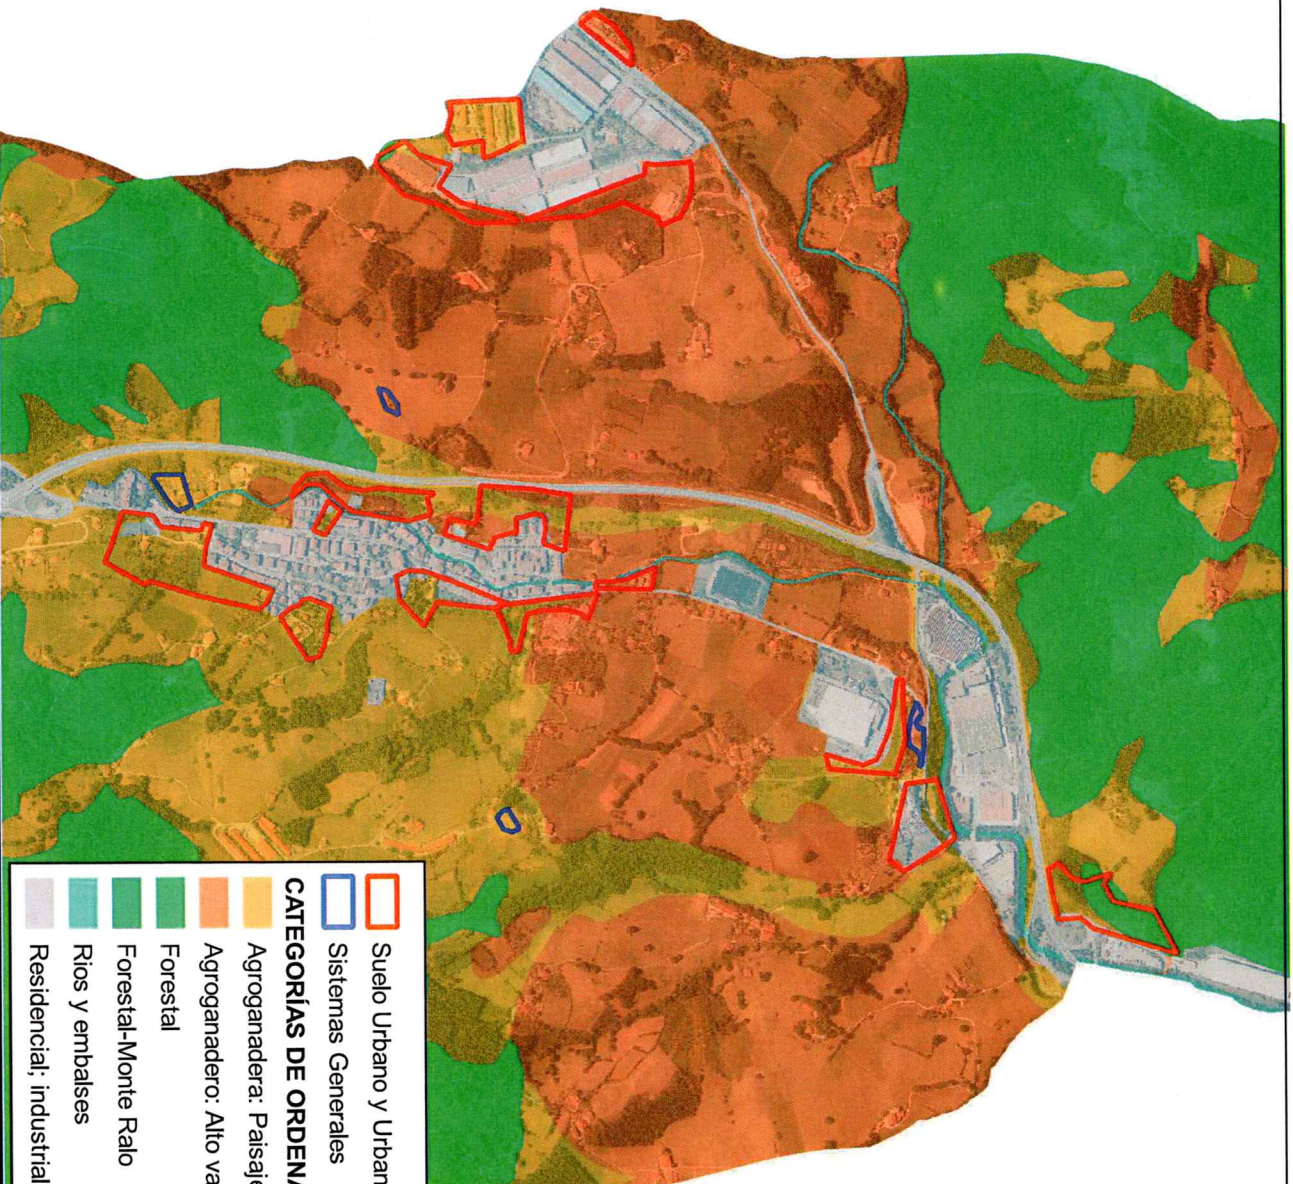 Suelo Urbano y Urban
Sistemas Generales
CATEGORÍAS DE ORDENA
Agroganadera: Paisaje
Agroganadero: Alto va
Forestal
Forestal-Monte Ralo
Rios y embalses
Residencial; industrial